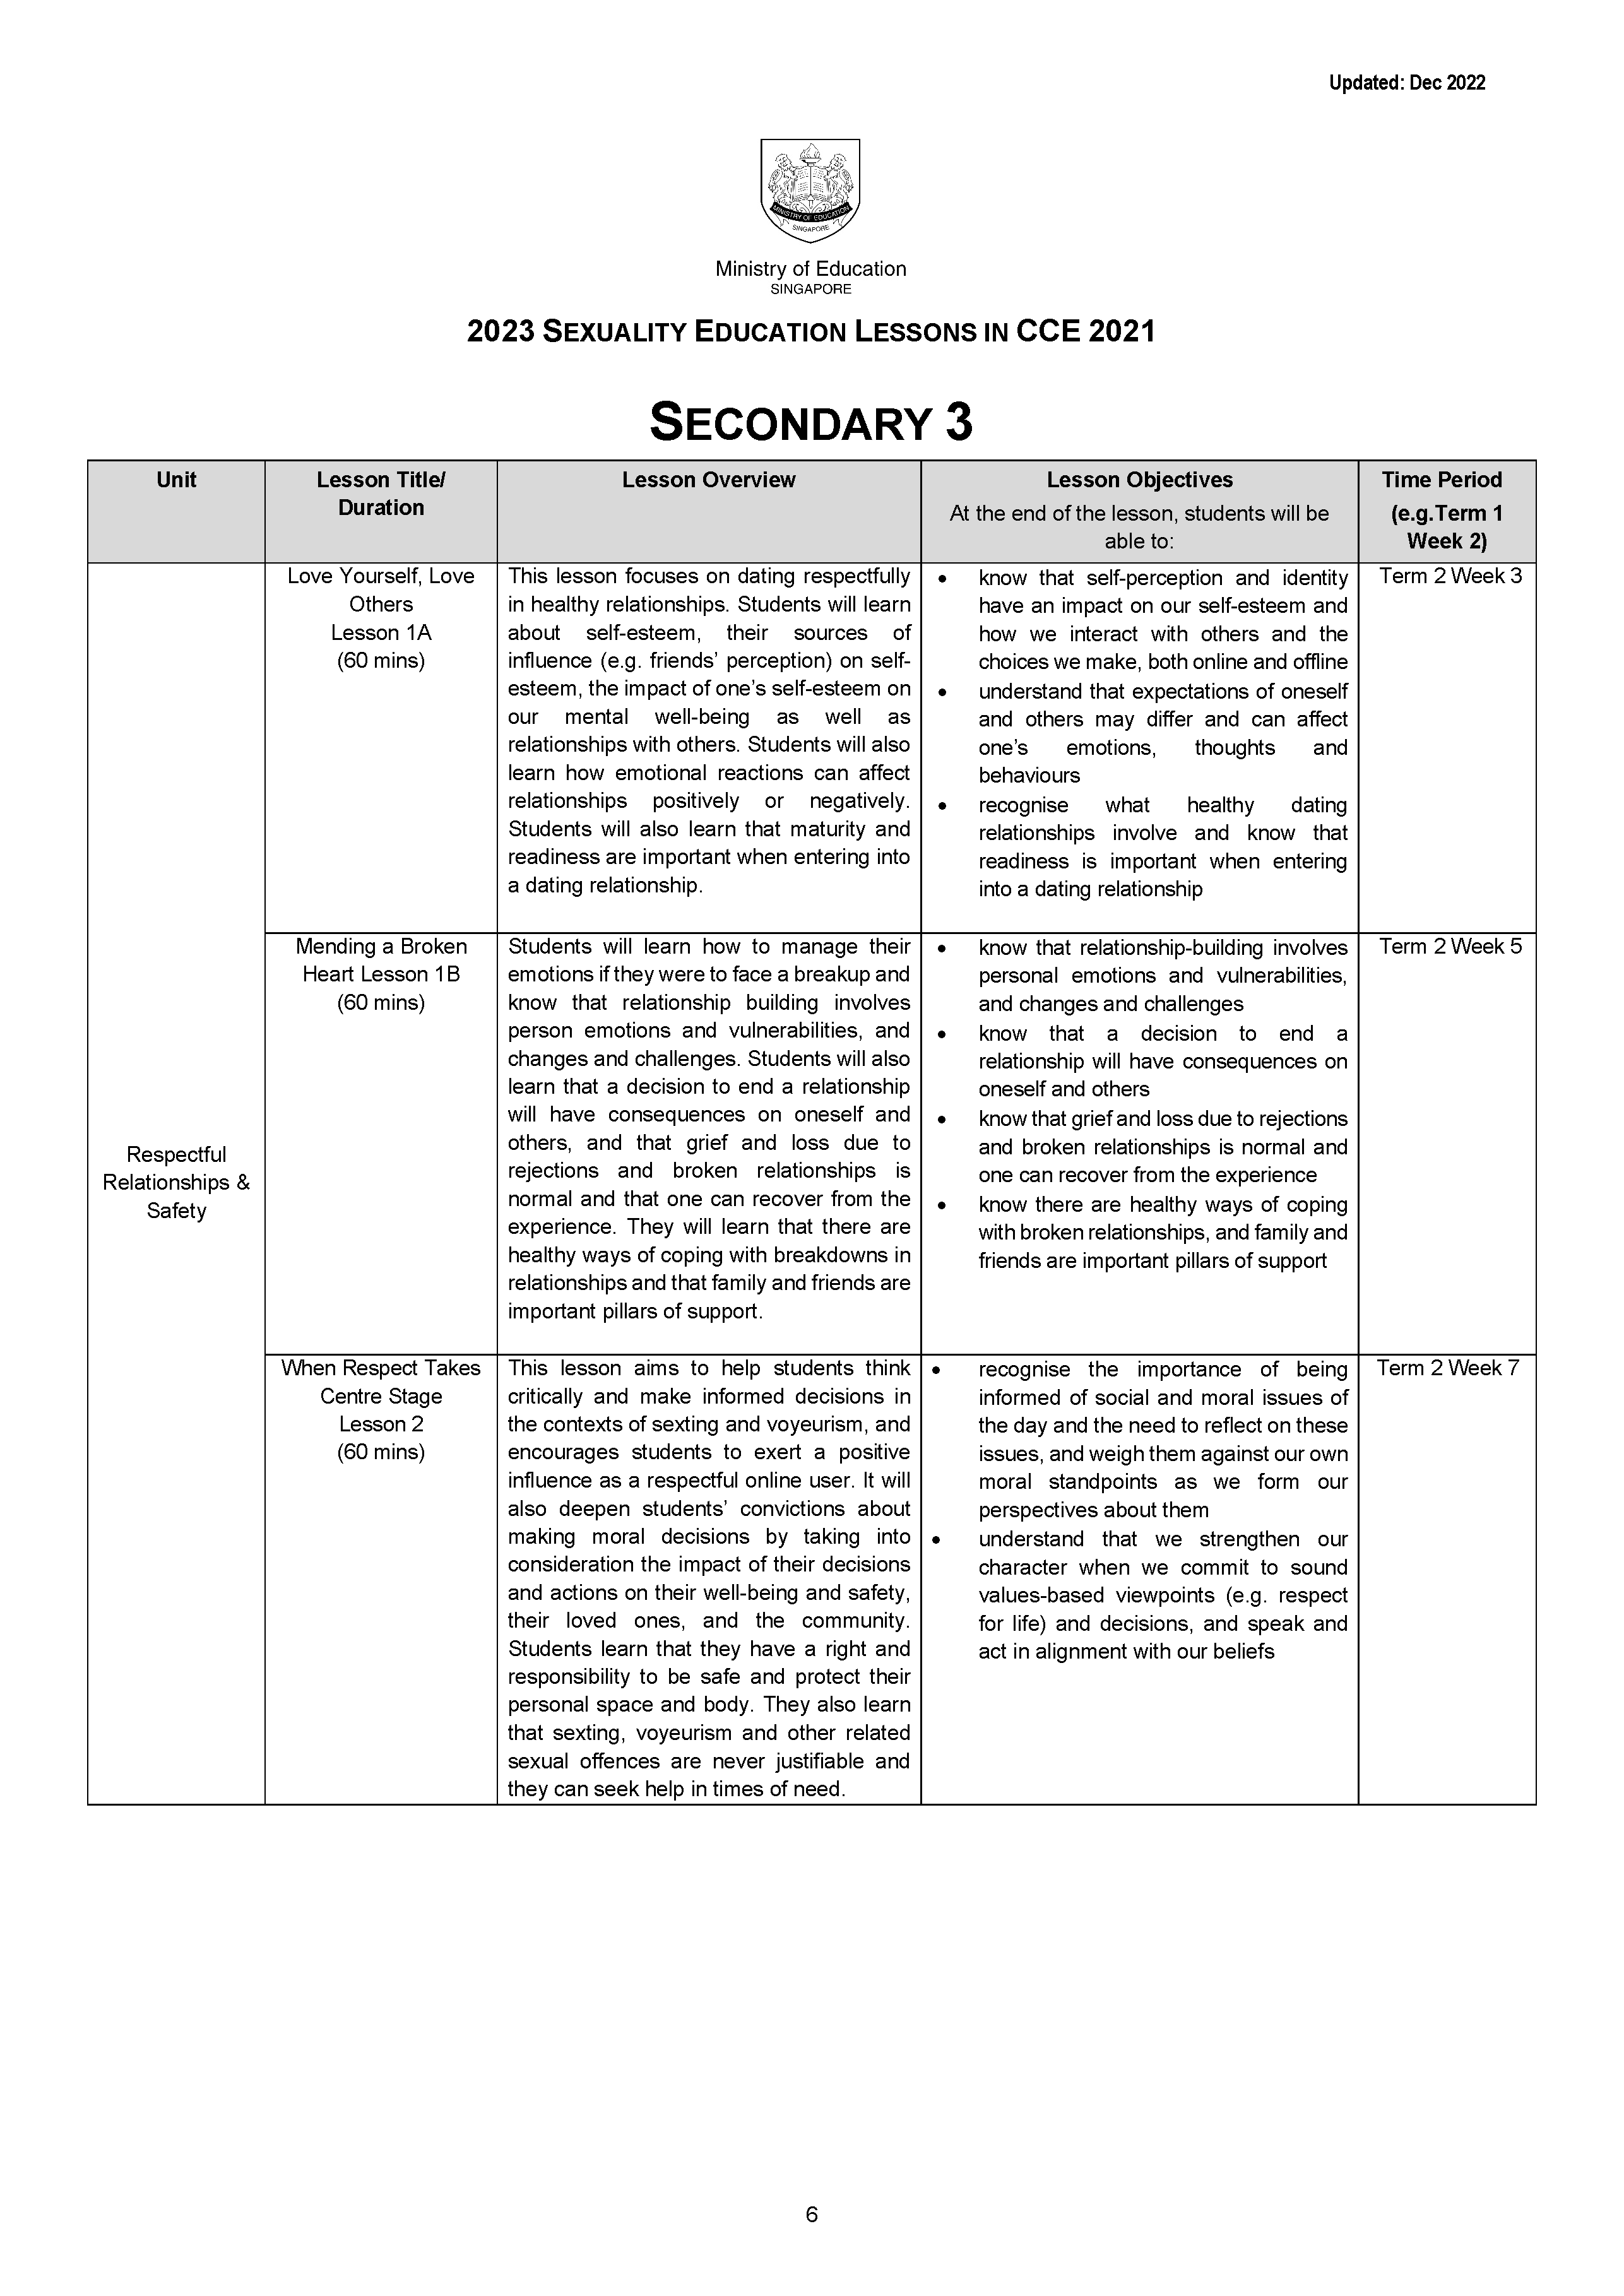 Updated: Dec 2022
MINISTRY OF EDUCATION
SINGAPORE
Ministry of Education
SINGAPORE
2023 SEXUALITY EDUCATION LESSONS IN CCE 2021
SECONDARY 3
Unit
Lesson Title/
Duration
Lesson Overview
Lesson Objectives
At the end of the lesson, students will be
able to:
Time Period
(e.g.Term 1
Week 2)
Respectful
Relationships &
Safety
Love Yourself, Love
Others
Lesson 1A
(60 mins)
This lesson focuses on dating respectfully
in healthy relationships. Students will learn
about self-esteem, their sources of
influence (e.g. friends’ perception) on self-
esteem, the impact of one’s self-esteem on
our mental well-being as well as
relationships with others. Students will also
learn how emotional reactions can affect
relationships positively or negatively.
Students will also learn that maturity and
readiness are important when entering into
a dating relationship.
• know that self-perception and identity
have an impact on our self-esteem and
how we interact with others and the
choices we make, both online and offline
• understand that expectations of oneself
and others may differ and can affect
one’s emotions, thoughts and
behaviours
• recognise what healthy dating
relationships involve and know that
readiness is important when entering
into a dating relationship
Term 2 Week 3
Mending a Broken
Heart Lesson 1B
(60 mins)
Students will learn how to manage their
emotions if they were to face a breakup and
know that relationship building involves
person emotions and vulnerabilities, and
changes and challenges. Students will also
learn that a decision to end a relationship
will have consequences on oneself and
others, and that grief and loss due to
rejections and broken relationships is
normal and that one can recover from the
experience. They will learn that there are
healthy ways of coping with breakdowns in
relationships and that family and friends are
important pillars of support.
• know that relationship-building involves
personal emotions and vulnerabilities,
and changes and challenges
• know that a decision to end a
relationship will have consequences on
oneself and others
• know that grief and loss due to rejections
and broken relationships is normal and
one can recover from the experience
• know there are healthy ways of coping
with broken relationships, and family and
friends are important pillars of support
Term 2 Week 5
When Respect Takes
Centre Stage
Lesson 2
(60 mins)
This lesson aims to help students think
critically and make informed decisions in
the contexts of sexting and voyeurism, and
encourages students to exert a positive
influence as a respectful online user. It will
also deepen students’ convictions about
making moral decisions by taking into
consideration the impact of their decisions
and actions on their well-being and safety,
their loved ones, and the community.
Students learn that they have a right and
responsibility to be safe and protect their
personal space and body. They also learn
that sexting, voyeurism and other related
sexual offences are never justifiable and
they can seek help in times of need.
• recognise the importance of being
informed of social and moral issues of
the day and the need to reflect on these
issues, and weigh them against our own
moral standpoints as we form our
perspectives about them
• understand that we strengthen our
character when we commit to sound
values-based viewpoints (e.g. respect
for life) and decisions, and speak and
act in alignment with our beliefs
Term 2 Week 7
6